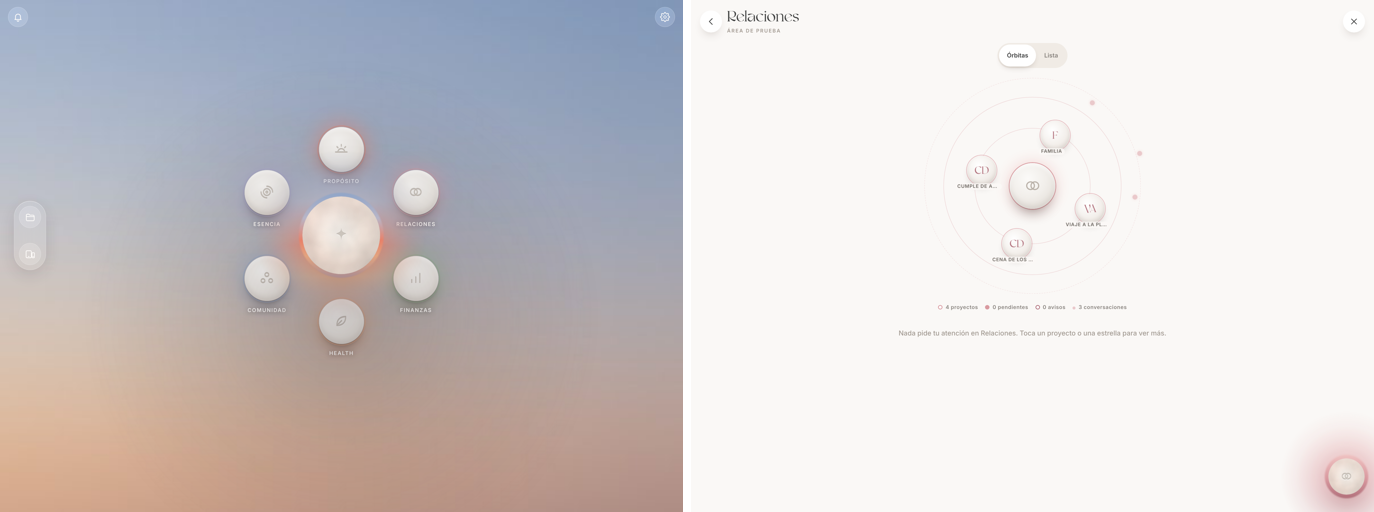 PROPÓSITO
ESENCIA
RELACIONES
COMUNIDAD
FINANZAS
HEALTH
Relaciones
ÁREA DE PRUEBA
Órbitas
Lista
F
FAMILIA
CD
CUMPLE DE A...
VA
VIAJE A LA PL...
CD
CENA DE LOS ...
4 proyectos
0 pendientes
0 avisos
3 conversaciones
Nada pide tu atención en Relaciones. Toca un proyecto o una estrella para ver más.